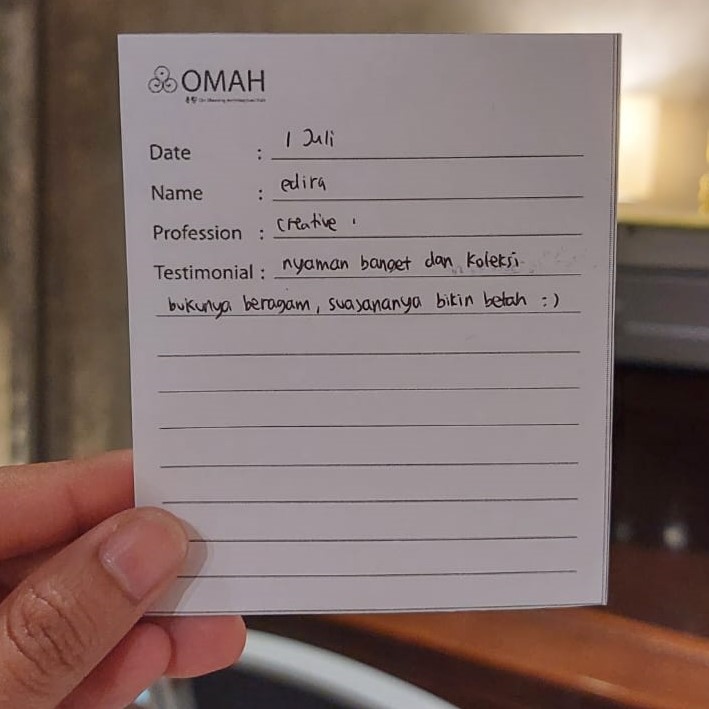 OMAH
Date : 1 Juli
Name : edira
Profession : creative
Testimonial : nyaman banget dan koleksi
bukunya beragam, suasananya bikin betah :)